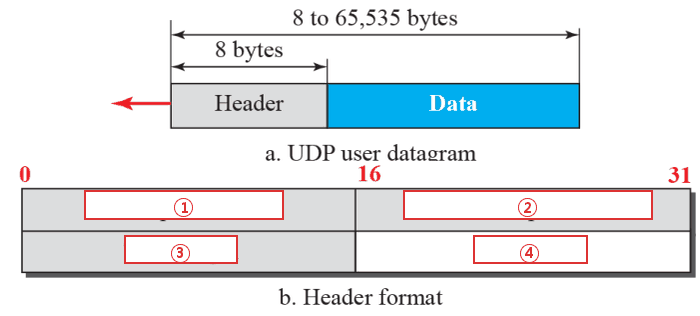 8 to 65,535 bytes
8 bytes
Header Data
a. UDP user datagram
0 16 31
① ②
③ ④
b. Header format